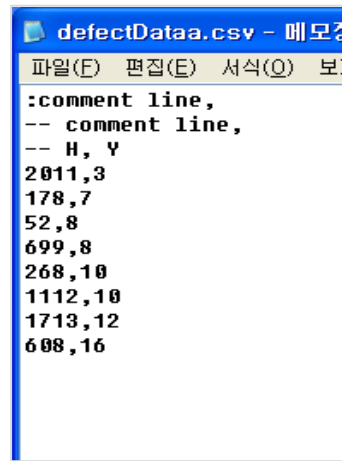 defectDataa.csv - 메모장
파일(F) 편집(E) 서식(O) 보
:comment line,
-- comment line,
-- H, Y
2011,3
178,7
52,8
699,8
268,10
1112,10
1713,12
608,16